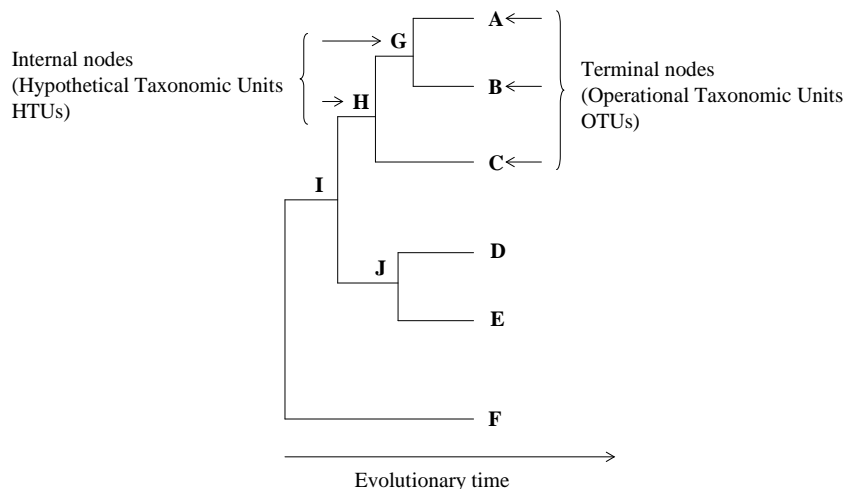 Internal nodes
(Hypothetical Taxonomic Units
HTUs)
G
H
I
J
A
B
C
D
E
F
Terminal nodes
(Operational Taxonomic Units
OTUs)
Evolutionary time